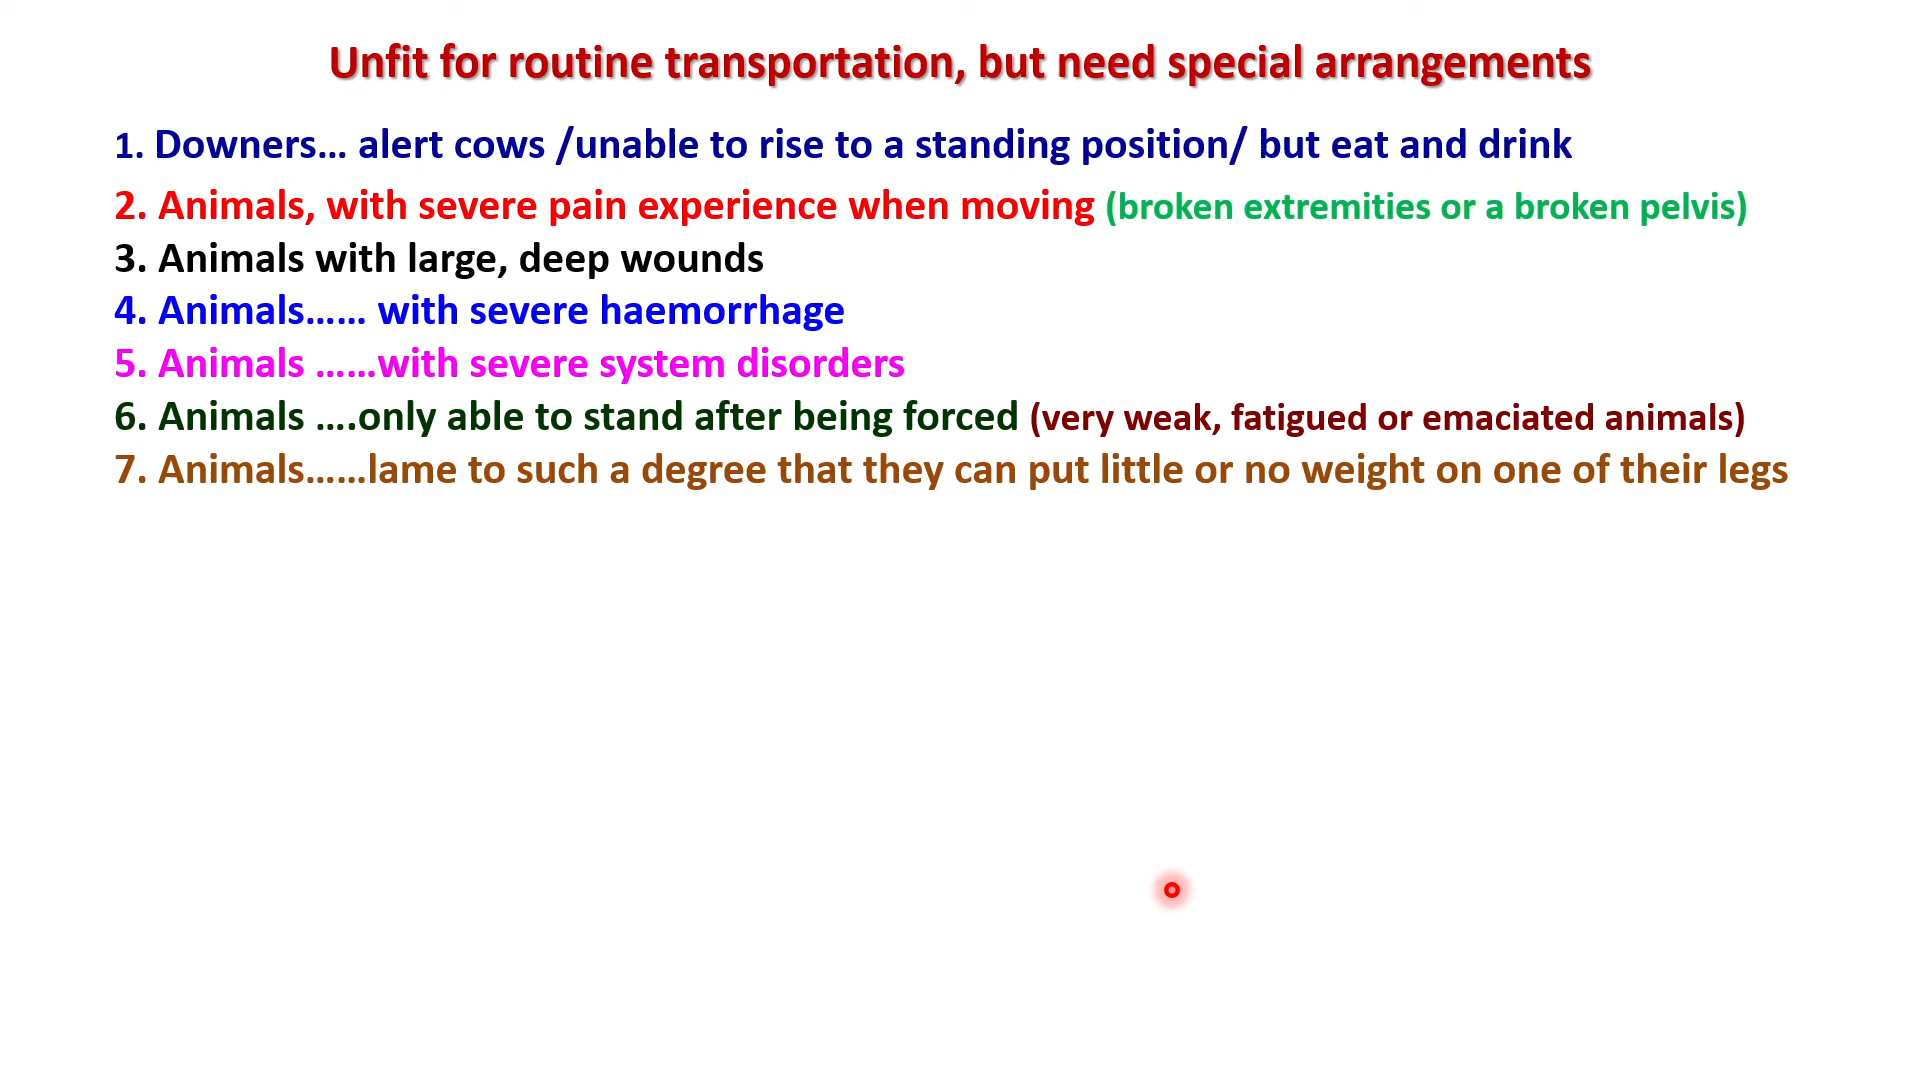 Unfit for routine transportation, but need special arrangements
1. Downers... alert cows /unable to rise to a standing position/ but eat and drink
2. Animals, with severe pain experience when moving (broken extremities or a broken pelvis)
3. Animals with large, deep wounds
4. Animals...... with severe haemorrhage
5. Animals ......with severe system disorders
6. Animals ....only able to stand after being forced (very weak, fatigued or emaciated animals)
7. Animals......lame to such a degree that they can put little or no weight on one of their legs